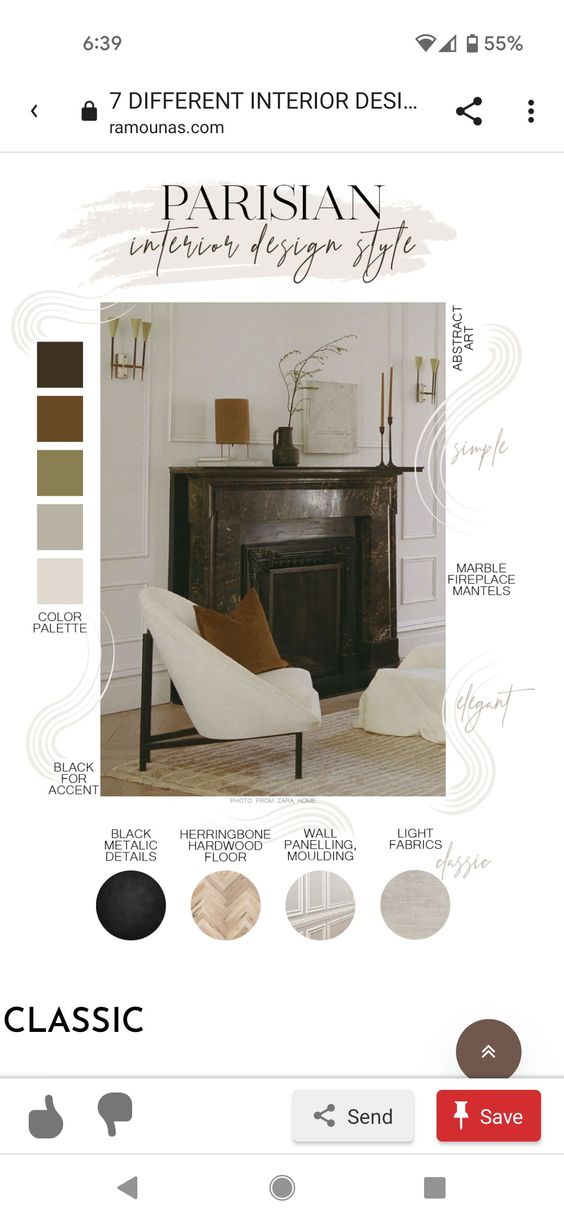 6:39
55%
7 DIFFERENT INTERIOR DESI...
ramounas.com
PARISIAN
interior design style
ABSTRACT
ART
simple
MARBLE
FIREPLACE
MANTELS
COLOR
PALETTE
elegant
BLACK
FOR
ACCENT
PHOTO FROM ZARA HOME
BLACK
METALIC
DETAILS
HERRINGBONE
HARDWOOD
FLOOR
WALL
PANELLING,
MOULDING
LIGHT
FABRICS
classic
CLASSIC
Send
Save